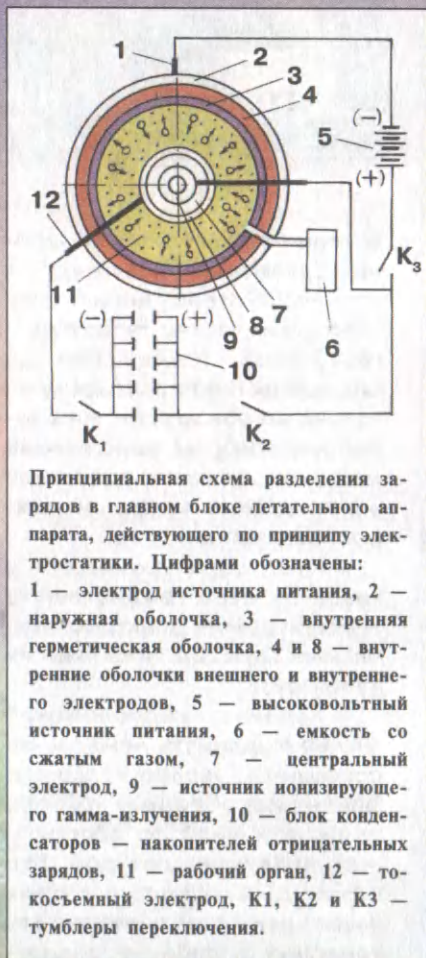 1
2
3
4
5
(-)
(+)
12
K3
11
7
8
6
9
(-)
(+)
10
K1
K2
Принципиальная схема разделения за-
рядов в главном блоке летательного ап-
парата, действующего по принципу элек-
тростатики. Цифрами обозначены:
1 — электрод источника питания, 2 —
наружная оболочка, 3 — внутренняя
герметическая оболочка, 4 и 8 — внут-
ренние оболочки внешнего и внутренне-
го электродов, 5 — высоковольтный
источник питания, 6 — емкость со
сжатым газом, 7 — центральный
электрод, 9 — источник ионизирующе-
го гамма-излучения, 10 — блок конден-
саторов — накопителей отрицательных
зарядов, 11 — рабочий орган, 12 — то-
косъемный электрод, К1, К2 и К3 —
тумблеры переключения.